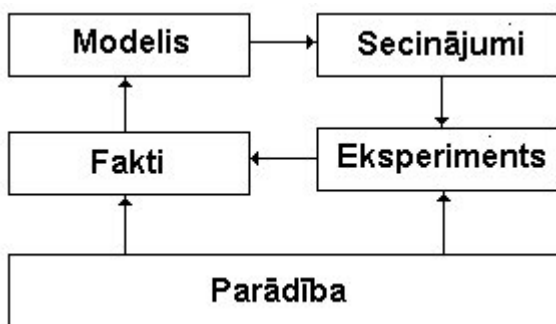 Modelis
Secinājumi
Fakti
Eksperiments
Parādība